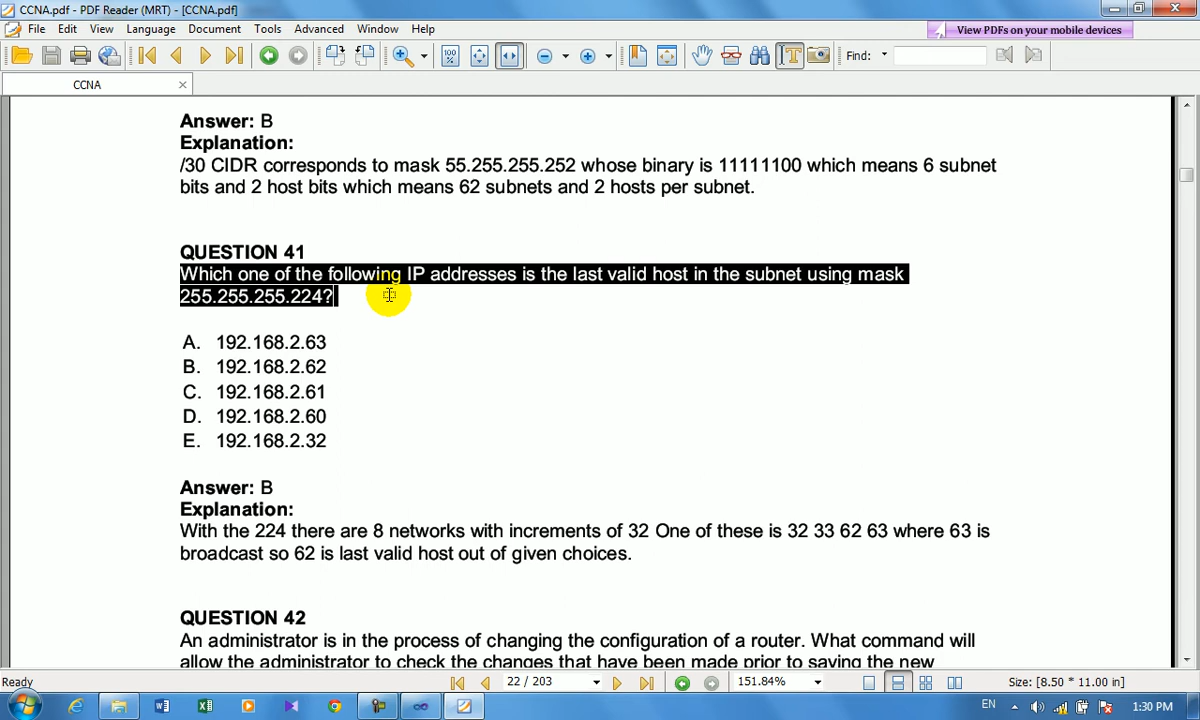 CCNA.pdf - PDF Reader (MRT) - [CCNA.pdf]
File Edit View Language Document Tools Advanced Window Help
View PDFs on your mobile devices
Find:
CCNA
Answer: B
Explanation:
/30 CIDR corresponds to mask 55.255.255.252 whose binary is 11111100 which means 6 subnet
bits and 2 host bits which means 62 subnets and 2 hosts per subnet.
QUESTION 41
Which one of the following IP addresses is the last valid host in the subnet using mask
255.255.255.224?
A. 192.168.2.63
B. 192.168.2.62
C. 192.168.2.61
D. 192.168.2.60
E. 192.168.2.32
Answer: B
Explanation:
With the 224 there are 8 networks with increments of 32 One of these is 32 33 62 63 where 63 is
broadcast so 62 is last valid host out of given choices.
QUESTION 42
An administrator is in the process of changing the configuration of a router. What command will
allow the administrator to check the changes that have been made prior to saving the new
Ready 22 / 203 151.84% Size: [8.50 * 11.00 in]
EN 1:30 PM